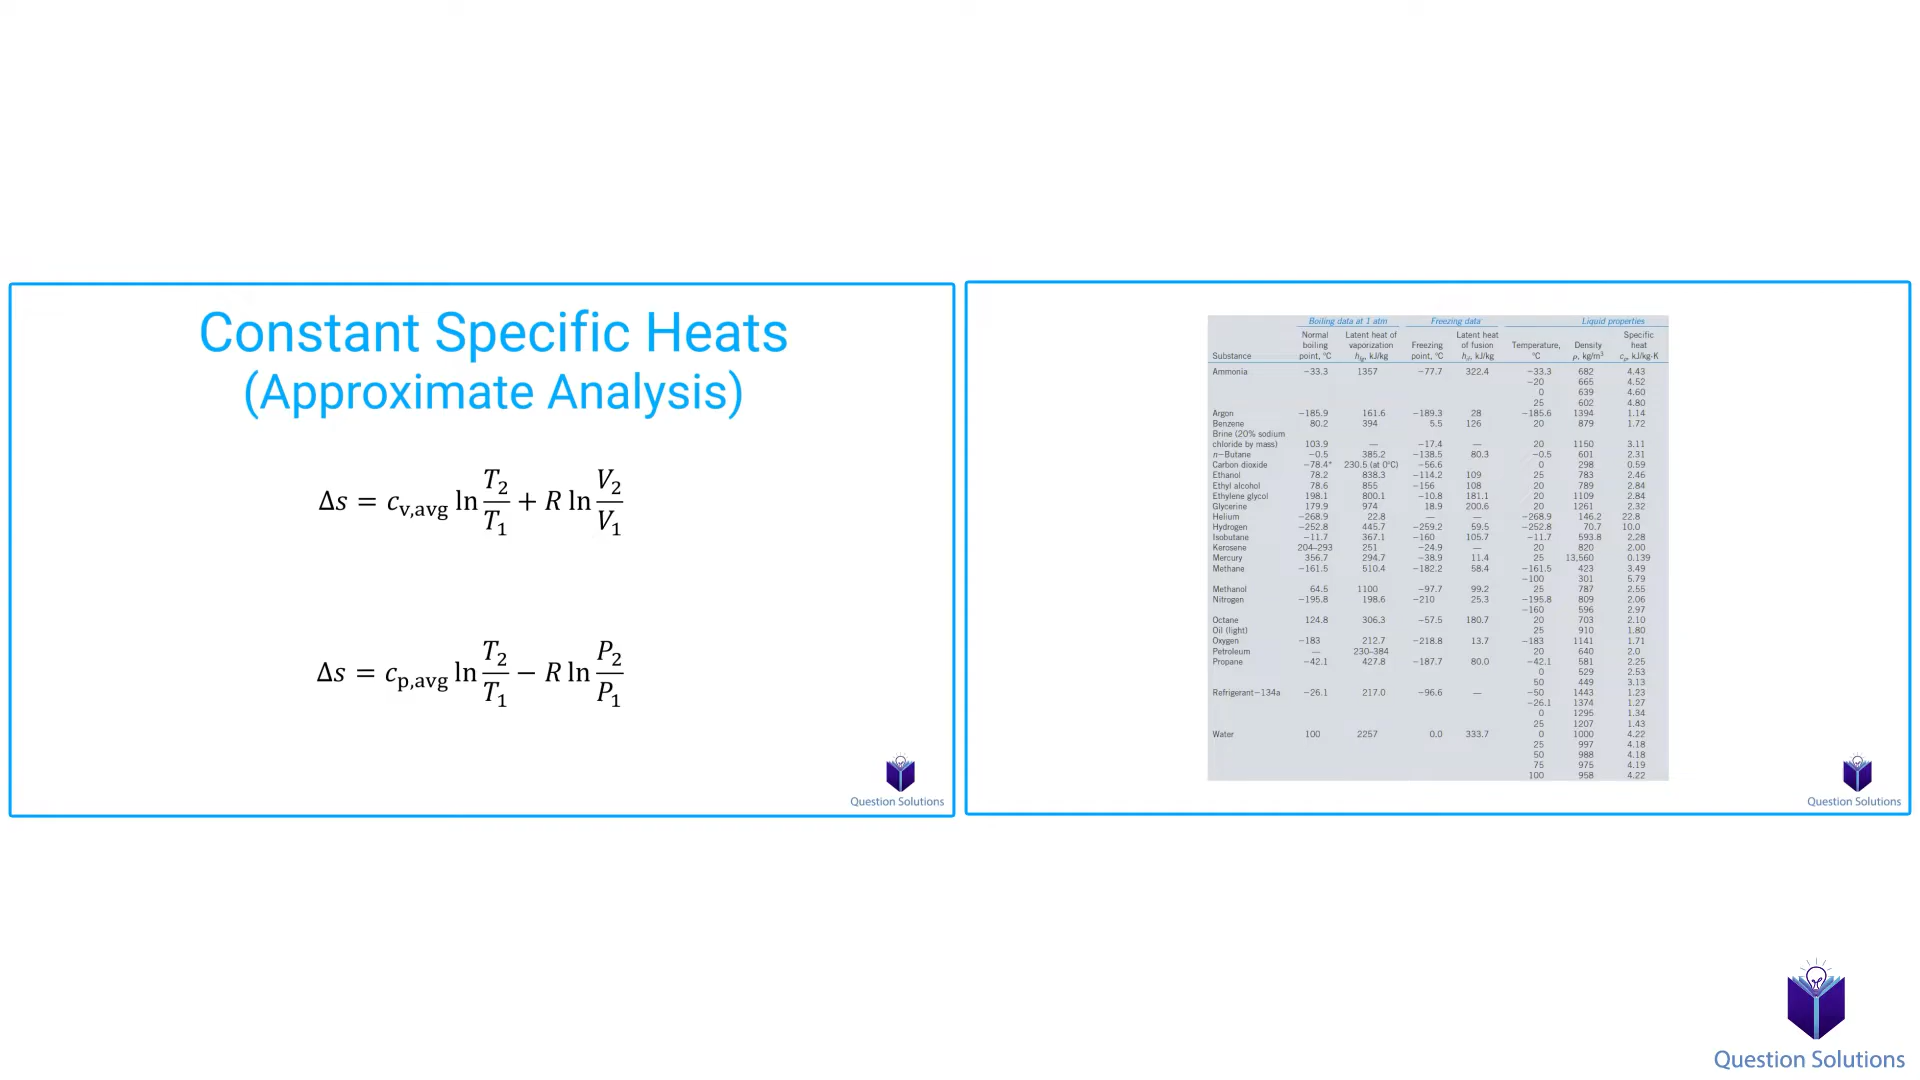 Constant Specific Heats
(Approximate Analysis)
Δs = c_v,avg ln T₂/T₁ + R ln V₂/V₁
Δs = c_p,avg ln T₂/T₁ − R ln P₂/P₁
Question Solutions
Boiling data at 1 atm Freezing data Liquid properties
Normal Latent heat of Latent heat Specific
boiling vaporization Freezing of fusion Temperature, Density heat
Substance point, °C h_fg, kJ/kg point, °C h_if, kJ/kg °C ρ, kg/m³ c_p, kJ/kg·K
Ammonia −33.3 1357 −77.7 322.4 −33.3 682 4.43
−20 665 4.52
0 639 4.60
25 602 4.80
Argon −185.9 161.6 −189.3 28 −185.6 1394 1.14
Benzene 80.2 394 5.5 126 20 879 1.72
Brine (20% sodium
chloride by mass) 103.9 — −17.4 — 20 1150 3.11
n−Butane −0.5 385.2 −138.5 80.3 −0.5 601 2.31
Carbon dioxide −78.4* 230.5 (at 0°C) −56.6 0 298 0.59
Ethanol 78.2 838.3 −114.2 109 25 783 2.46
Ethyl alcohol 78.6 855 −156 108 20 789 2.84
Ethylene glycol 198.1 800.1 −10.8 181.1 20 1109 2.84
Glycerine 179.9 974 18.9 200.6 20 1261 2.32
Helium −268.9 22.8 — — −268.9 146.2 22.8
Hydrogen −252.8 445.7 −259.2 59.5 −252.8 70.7 10.0
Isobutane −11.7 367.1 −160 105.7 −11.7 593.8 2.28
Kerosene 204–293 251 −24.9 — 20 820 2.00
Mercury 356.7 294.7 −38.9 11.4 25 13,560 0.139
Methane −161.5 510.4 −182.2 58.4 −161.5 423 3.49
−100 301 5.79
Methanol 64.5 1100 −97.7 99.2 25 787 2.55
Nitrogen −195.8 198.6 −210 25.3 −195.8 809 2.06
−160 596 2.97
Octane 124.8 306.3 −57.5 180.7 20 703 2.10
Oil (light) 25 910 1.80
Oxygen −183 212.7 −218.8 13.7 −183 1141 1.71
Petroleum — 230–384 20 640 2.0
Propane −42.1 427.8 −187.7 80.0 −42.1 581 2.25
0 529 2.53
50 449 3.13
Refrigerant−134a −26.1 217.0 −96.6 — −50 1443 1.23
−26.1 1374 1.27
0 1295 1.34
25 1207 1.43
Water 100 2257 0.0 333.7 0 1000 4.22
25 997 4.18
50 988 4.18
75 975 4.19
100 958 4.22
Question Solutions
Question Solutions